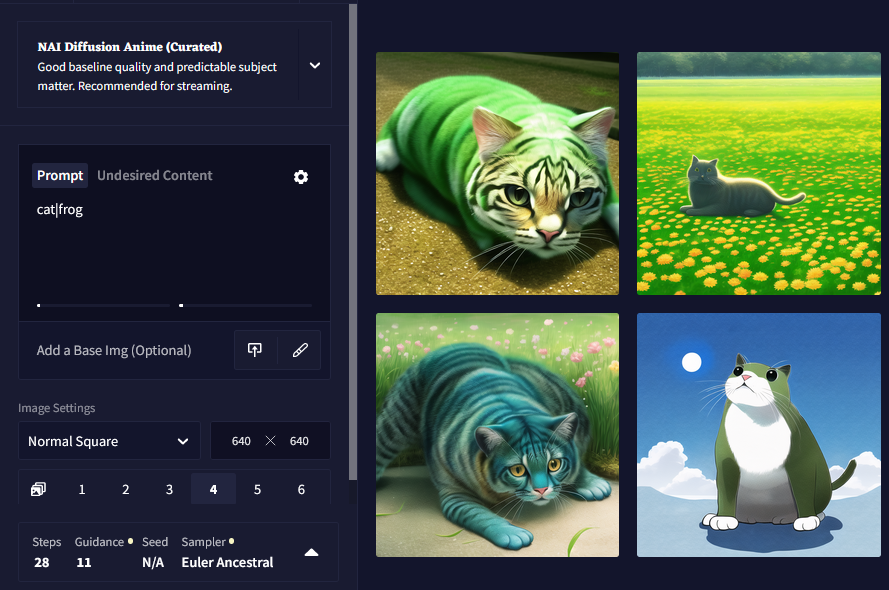 NAI Diffusion Anime (Curated)
Good baseline quality and predictable subject
matter. Recommended for streaming.
Prompt Undesired Content
cat|frog
Add a Base Img (Optional)
Image Settings
Normal Square 640 × 640
1 2 3 4 5 6
Steps Guidance Seed Sampler
28 11 N/A Euler Ancestral